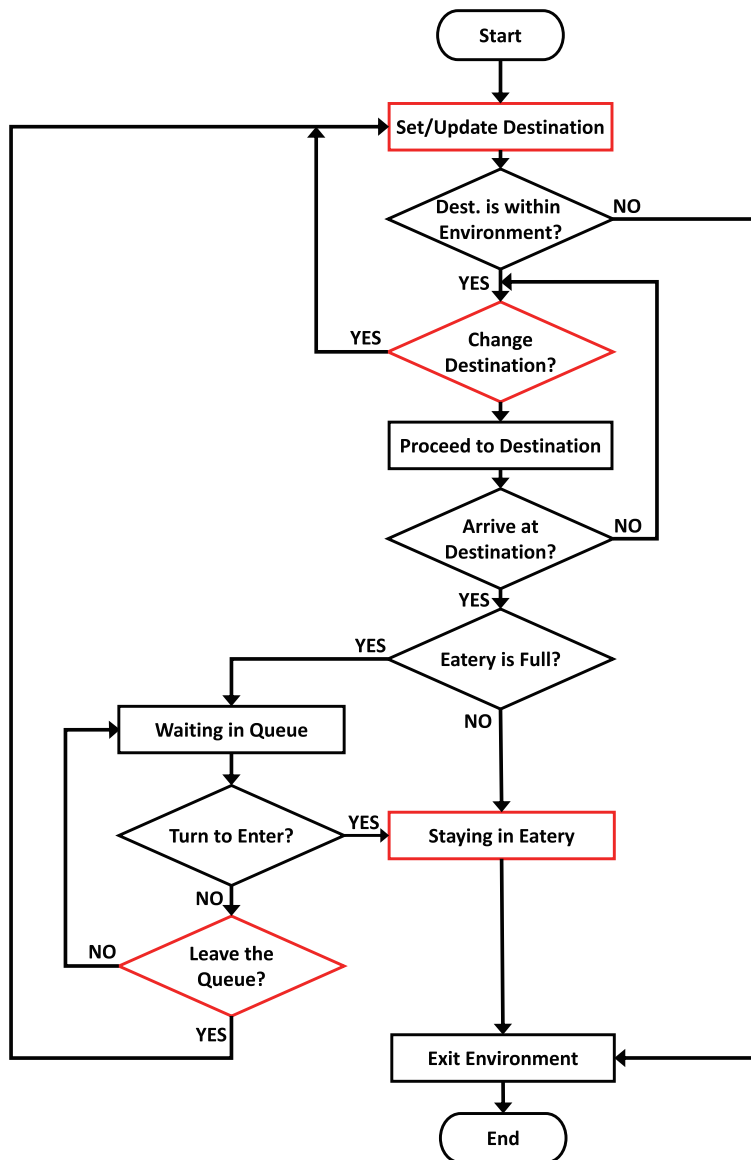 Start
Set/Update Destination
Dest. is within
Environment?
NO
YES
Change
Destination?
YES
Proceed to Destination
Arrive at
Destination?
NO
YES
Eatery is Full?
YES
NO
Waiting in Queue
Turn to Enter?
YES
Staying in Eatery
NO
Leave the
Queue?
NO
YES
Exit Environment
End